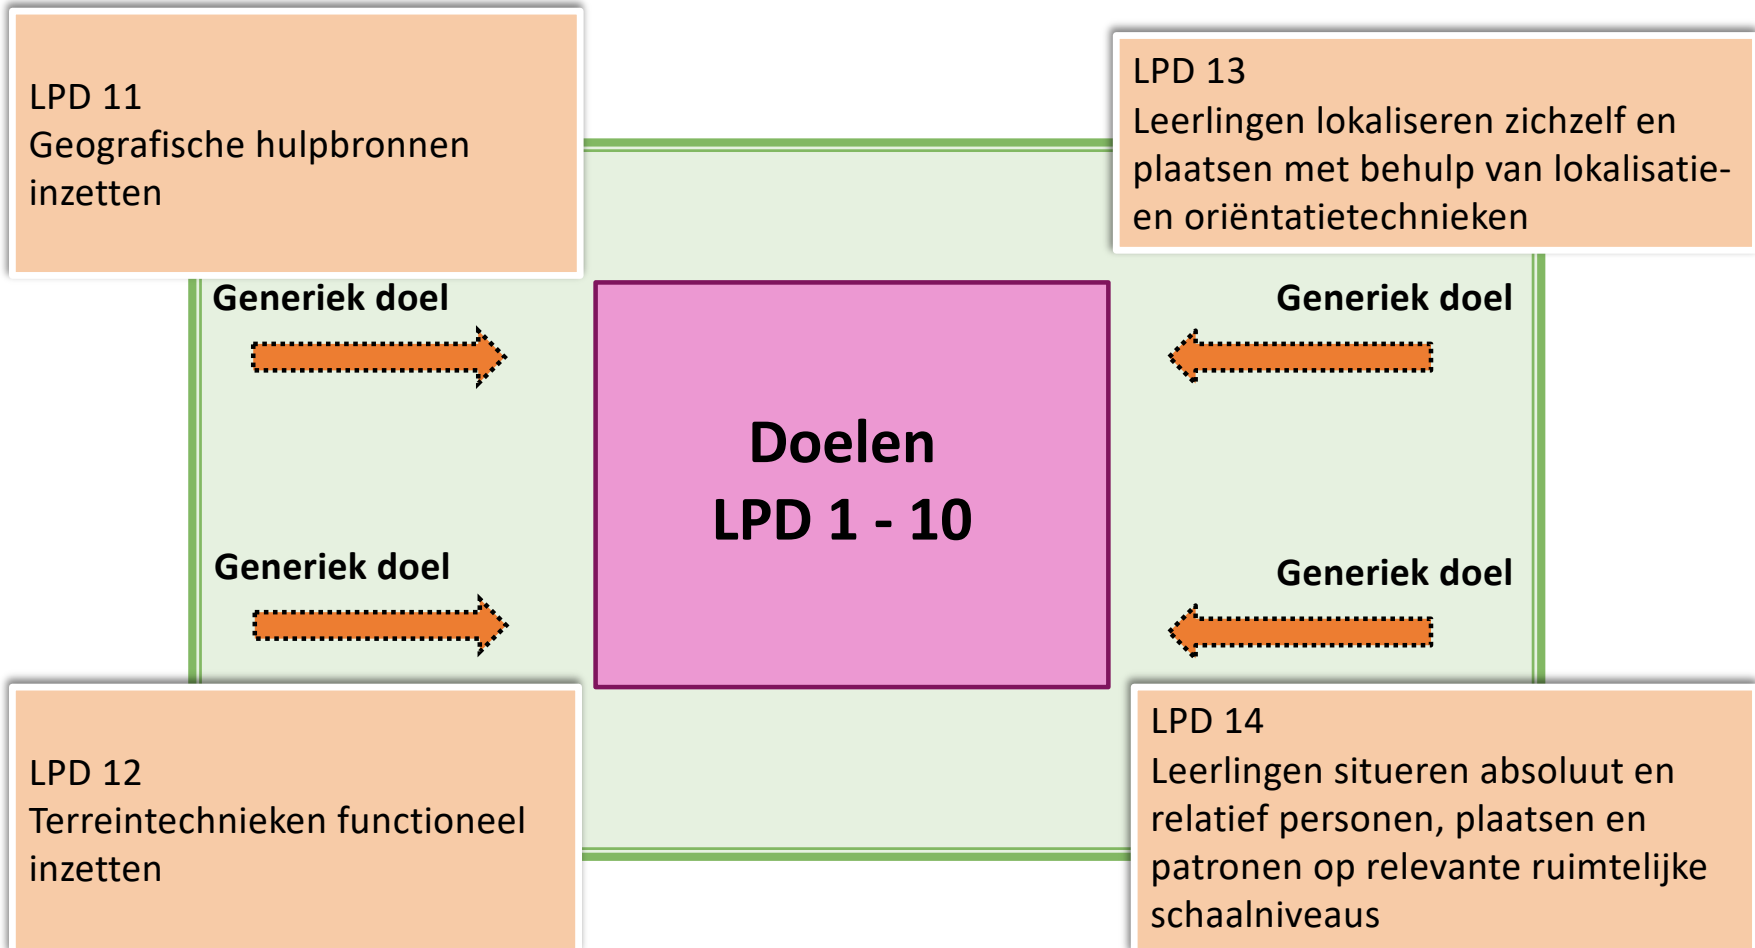 LPD 11
Geografische hulpbronnen
inzetten
LPD 13
Leerlingen lokaliseren zichzelf en
plaatsen met behulp van lokalisatie-
en oriëntatietechnieken
Generiek doel
Generiek doel
Doelen
LPD 1 - 10
Generiek doel
Generiek doel
LPD 12
Terreintechnieken functioneel
inzetten
LPD 14
Leerlingen situeren absoluut en
relatief personen, plaatsen en
patronen op relevante ruimtelijke
schaalniveaus